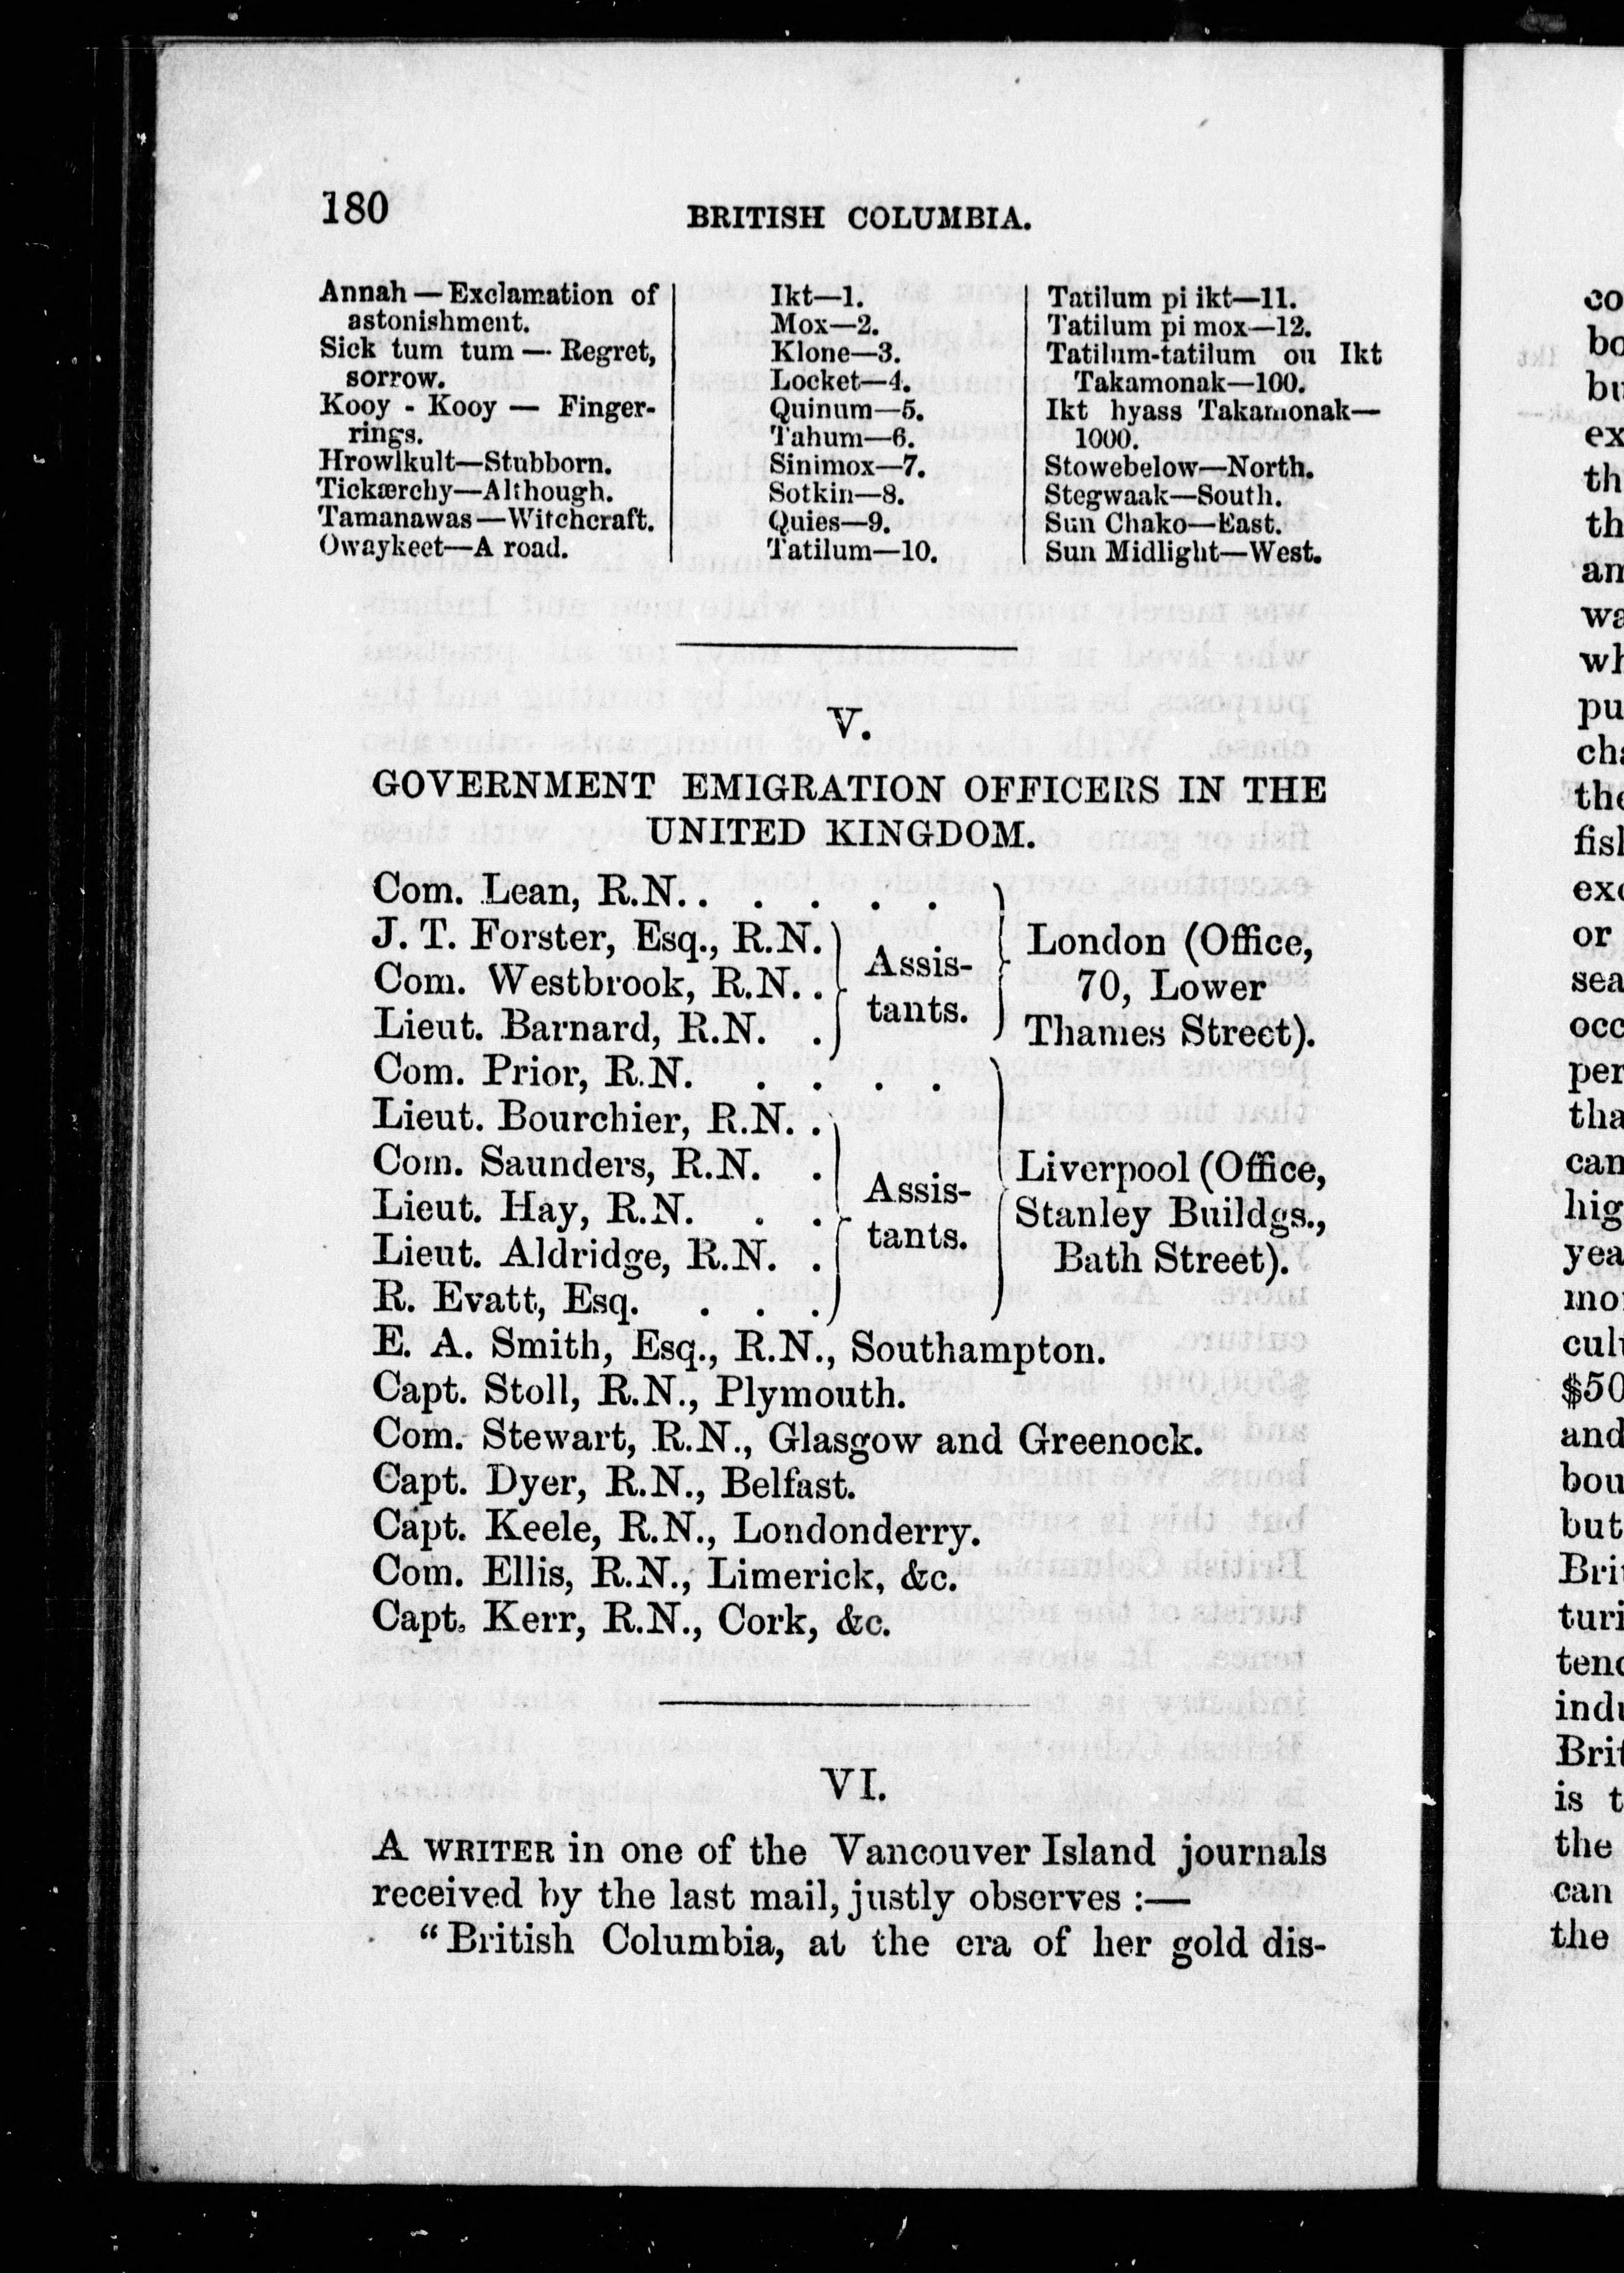 180
BRITISH COLUMBIA.
Annah — Exclamation of
astonishment.
Sick tum tum — Regret,
sorrow.
Kooy - Kooy — Finger-
rings.
Hrowlkult—Stubborn.
Tickærchy—Although.
Tamanawas—Witchcraft.
Owaykeet—A road.
Ikt—1.
Mox—2.
Klone—3.
Locket—4.
Quinum—5.
Tahum—6.
Sinimox—7.
Sotkin—8.
Quies—9.
Tatilum—10.
Tatilum pi ikt—11.
Tatilum pi mox—12.
Tatilum-tatilum ou Ikt
Takamonak—100.
Ikt hyass Takamonak—
1000.
Stowebelow—North.
Stegwaak—South.
Sun Chako—East.
Sun Midlight—West.
V.
GOVERNMENT EMIGRATION OFFICERS IN THE
UNITED KINGDOM.
Com. Lean, R.N. . . . . .
J. T. Forster, Esq., R.N.
Com. Westbrook, R.N. .
Lieut. Barnard, R.N. .
Assis-
tants.
London (Office,
70, Lower
Thames Street).
Com. Prior, R.N. . . . .
Lieut. Bourchier, R.N. .
Com. Saunders, R.N. .
Lieut. Hay, R.N. . .
Lieut. Aldridge, R.N. .
R. Evatt, Esq. . . .
Assis-
tants.
Liverpool (Office,
Stanley Buildgs.,
Bath Street).
E. A. Smith, Esq., R.N., Southampton.
Capt. Stoll, R.N., Plymouth.
Com. Stewart, R.N., Glasgow and Greenock.
Capt. Dyer, R.N., Belfast.
Capt. Keele, R.N., Londonderry.
Com. Ellis, R.N., Limerick, &c.
Capt. Kerr, R.N., Cork, &c.
VI.
A WRITER in one of the Vancouver Island journals
received by the last mail, justly observes :—
"British Columbia, at the era of her gold dis-